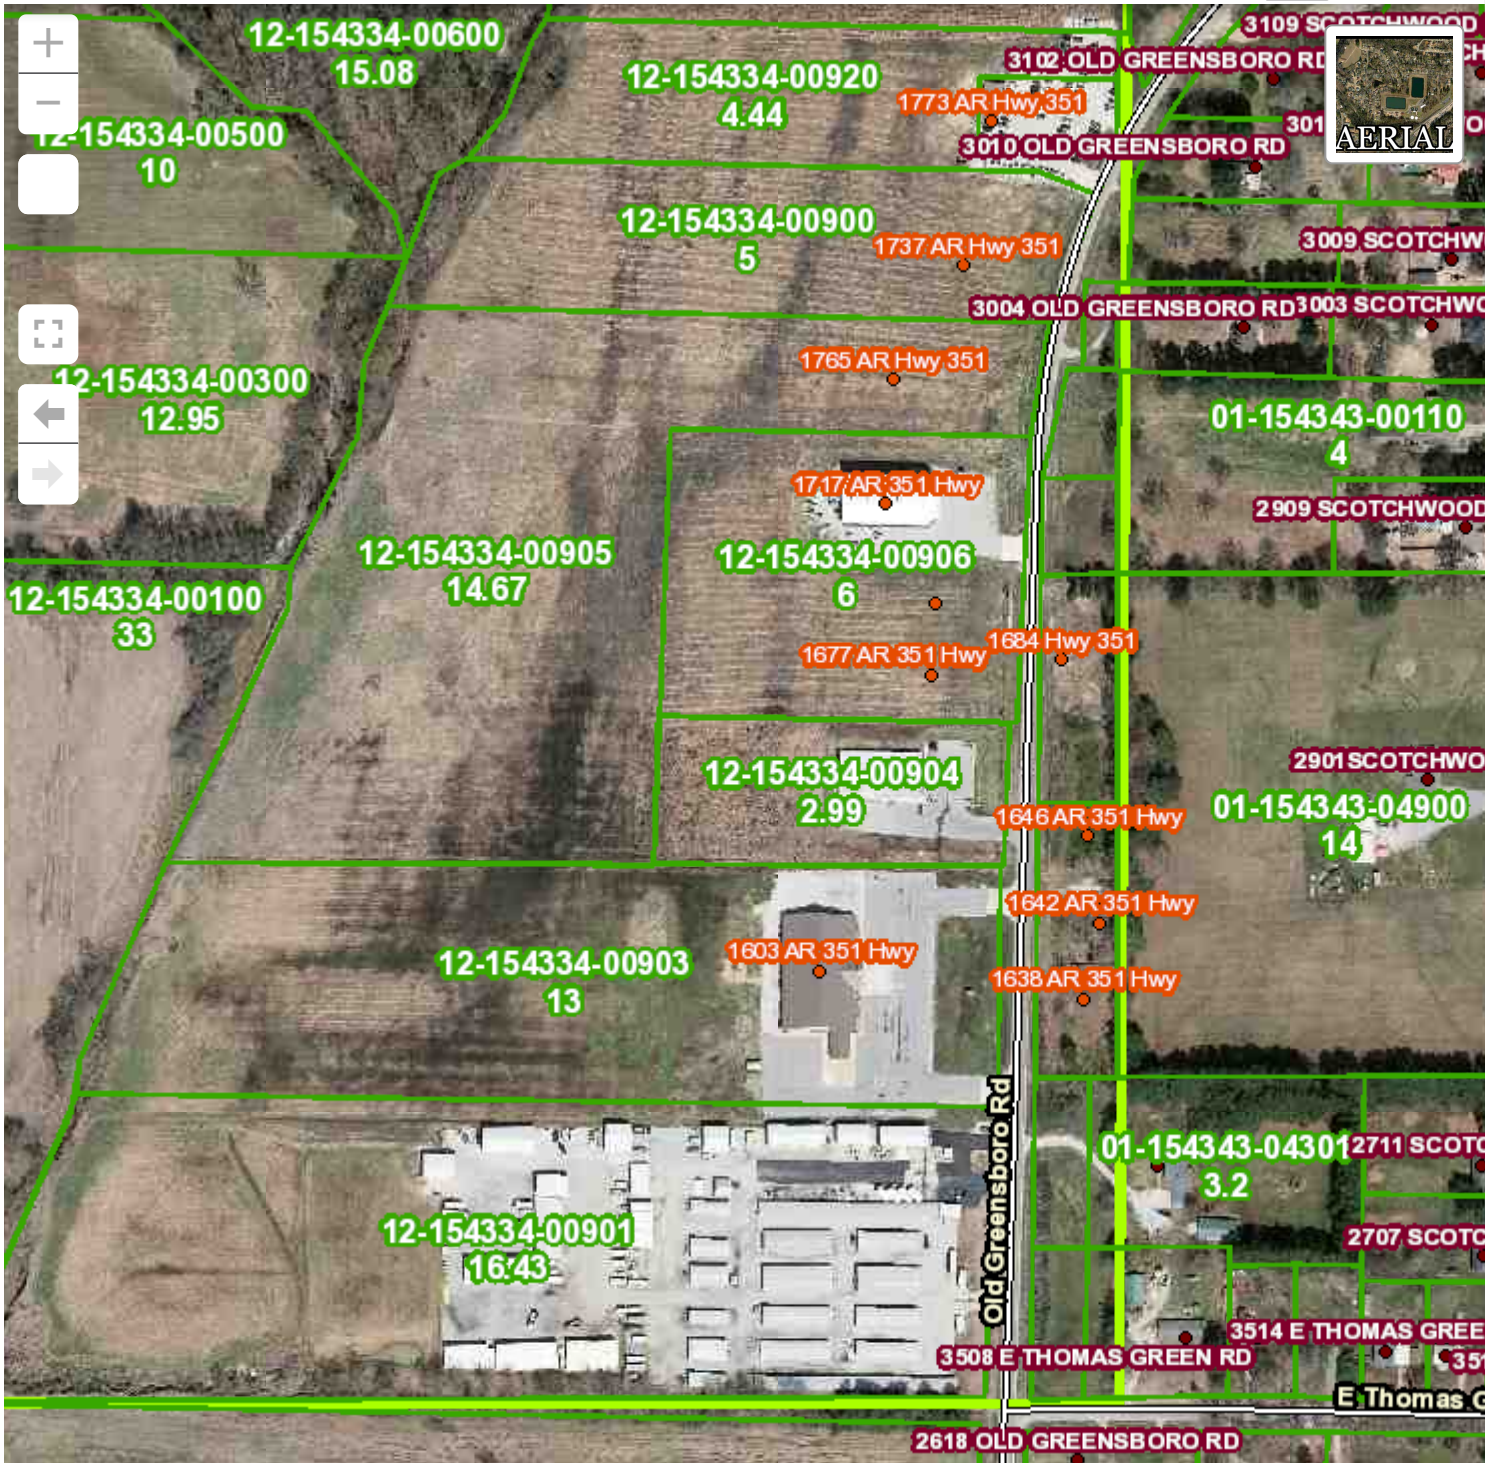 3109 SCOTCHWOOD
12-154334-00600
15.08
3102 OLD GREENSBORO RD
12-154334-00920
4.44
1773 AR Hwy 351
AERIAL
12-154334-00500
10
3010 OLD GREENSBORO RD
301
12-154334-00900
5
1737 AR Hwy 351
3009 SCOTCHW
3004 OLD GREENSBORO RD
3003 SCOTCHWO
1765 AR Hwy 351
12-154334-00300
12.95
01-154343-00110
4
1717 AR 351 Hwy
2909 SCOTCHWOOD
12-154334-00905
14.67
12-154334-00906
6
12-154334-00100
33
1684 Hwy 351
1677 AR 351 Hwy
2901 SCOTCHWO
12-154334-00904
2.99
01-154343-04900
14
1646 AR 351 Hwy
1642 AR 351 Hwy
1603 AR 351 Hwy
12-154334-00903
13
1638 AR 351 Hwy
Old Greensboro Rd
01-154343-04301
3.2
2711 SCOTC
12-154334-00901
16.43
2707 SCOTC
3514 E THOMAS GREE
3508 E THOMAS GREEN RD
351
E Thomas G
2618 OLD GREENSBORO RD